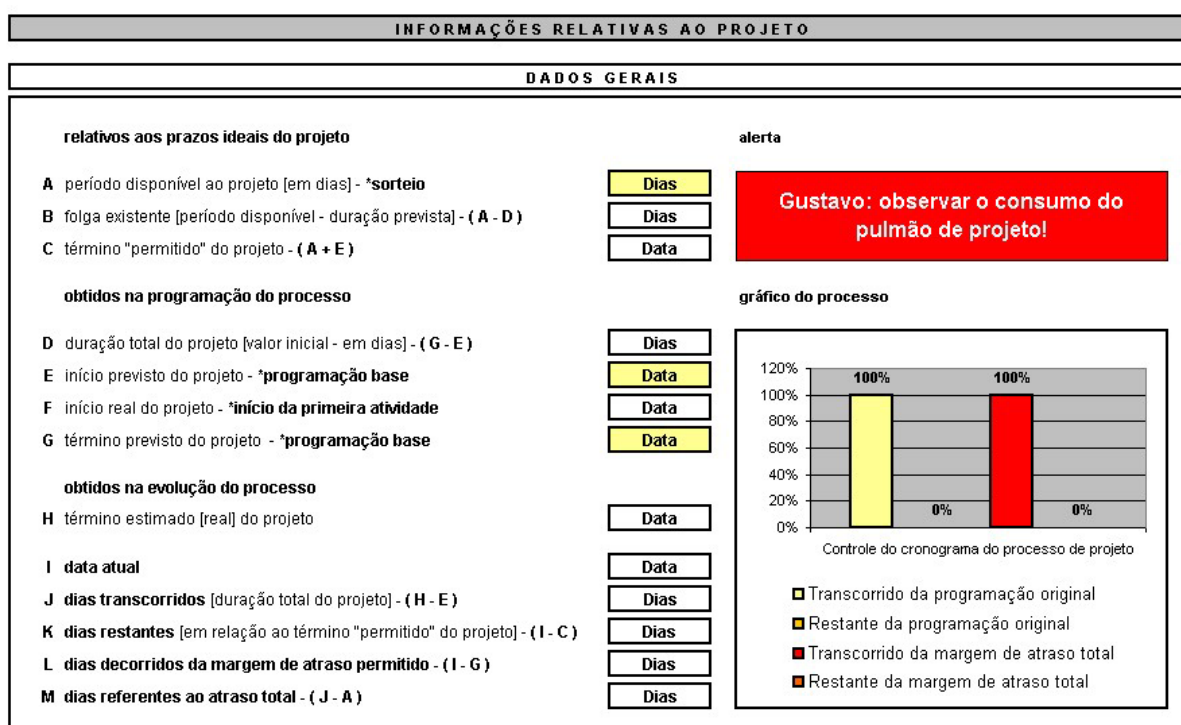 INFORMAÇÕES RELATIVAS AO PROJETO
DADOS GERAIS
relativos aos prazos ideais do projeto
A período disponível ao projeto [em dias] - *sorteio Dias
B folga existente [período disponível - duração prevista] - ( A - D ) Dias
C término "permitido" do projeto - ( A + E ) Data
obtidos na programação do processo
D duração total do projeto [valor inicial - em dias] - ( G - E ) Dias
E início previsto do projeto - *programação base Data
F início real do projeto - *início da primeira atividade Data
G término previsto do projeto - *programação base Data
obtidos na evolução do processo
H término estimado [real] do projeto Data
I data atual Data
J dias transcorridos [duração total do projeto] - ( H - E ) Dias
K dias restantes [em relação ao término "permitido" do projeto] - ( I - C ) Dias
L dias decorridos da margem de atraso permitido - ( I - G ) Dias
M dias referentes ao atraso total - ( J - A ) Dias
alerta
Gustavo: observar o consumo do
pulmão de projeto!
gráfico do processo
120%
100%
80%
60%
40%
20%
0%
100%
0%
100%
0%
Controle do cronograma do processo de projeto
Transcorrido da programação original
Restante da programação original
Transcorrido da margem de atraso total
Restante da margem de atraso total